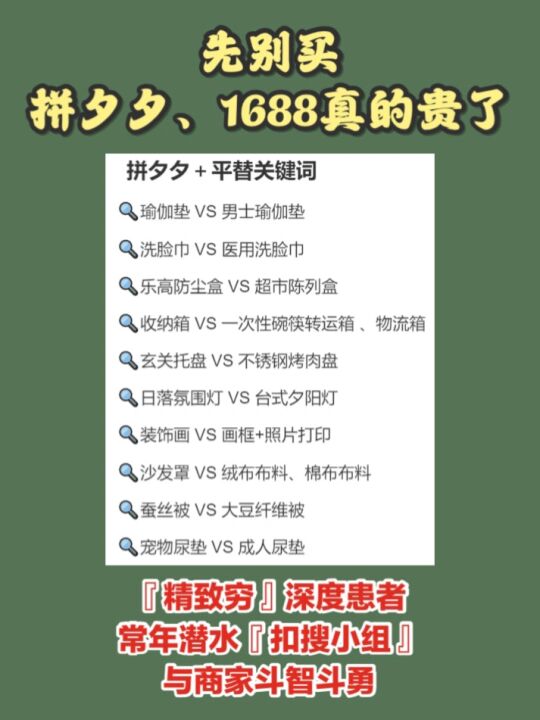 先别买
拼夕夕、1688真的贵了
拼夕夕+平替关键词
瑜伽垫 VS 男士瑜伽垫
洗脸巾 VS 医用洗脸巾
乐高防尘盒 VS 超市陈列盒
收纳箱 VS 一次性碗筷转运箱 、物流箱
玄关托盘 VS 不锈钢烤肉盘
日落氛围灯 VS 台式夕阳灯
装饰画 VS 画框+照片打印
沙发罩 VS 绒布布料、棉布布料
蚕丝被 VS 大豆纤维被
宠物尿垫 VS 成人尿垫
『精致穷』深度患者
常年潜水『扣搜小组』
与商家斗智斗勇